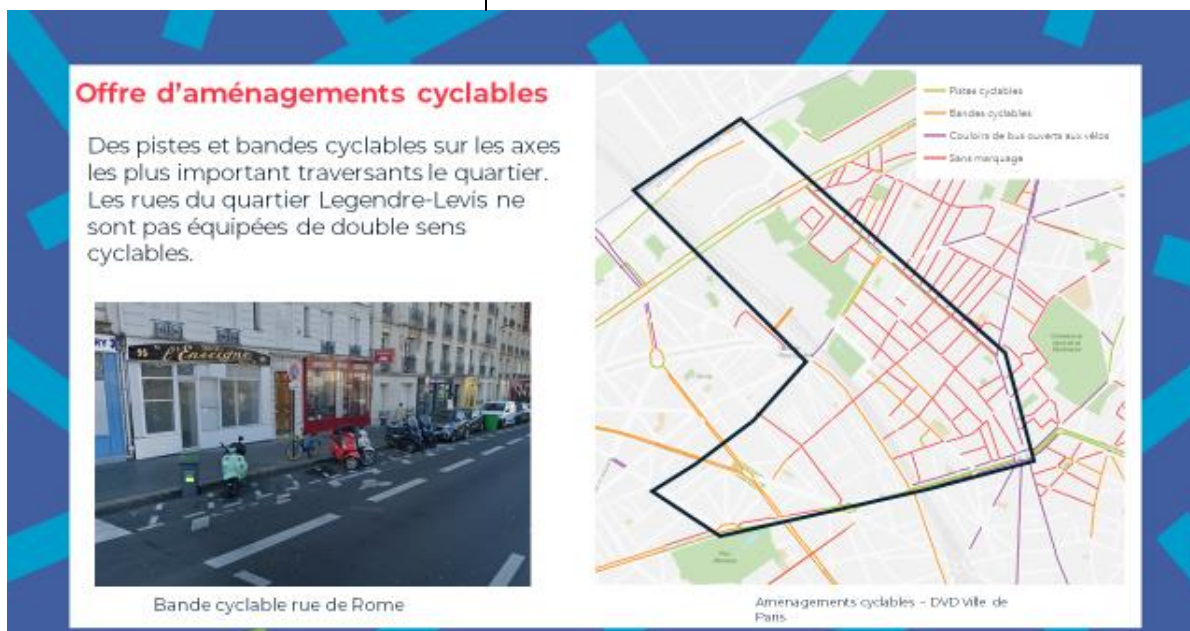 Offre d’aménagements cyclables
Des pistes et bandes cyclable sur les axes
les plus important traversants le quartier.
Les rues du quartier Legendre-Levis ne
sont pas équipées de double sens
cyclables.
95
l'Enseigne
Bande cyclable rue de Rome
Pistes cyclables
Bandes cyclables
Couloirs de bus ouverts aux vélos
Sans marquage
Aménagements cyclables – DVD Ville de
Paris